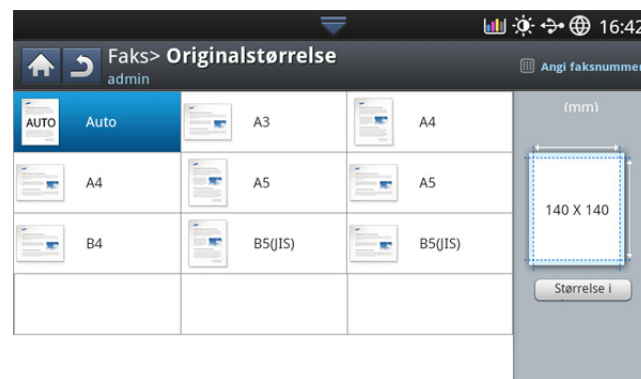 16:42
Faks> Originalstørrelse
admin
Angi faksnummer
AUTO Auto
A3
A4
A4
A5
A5
B4
B5(JIS)
B5(JIS)
(mm)
140 X 140
Størrelse i